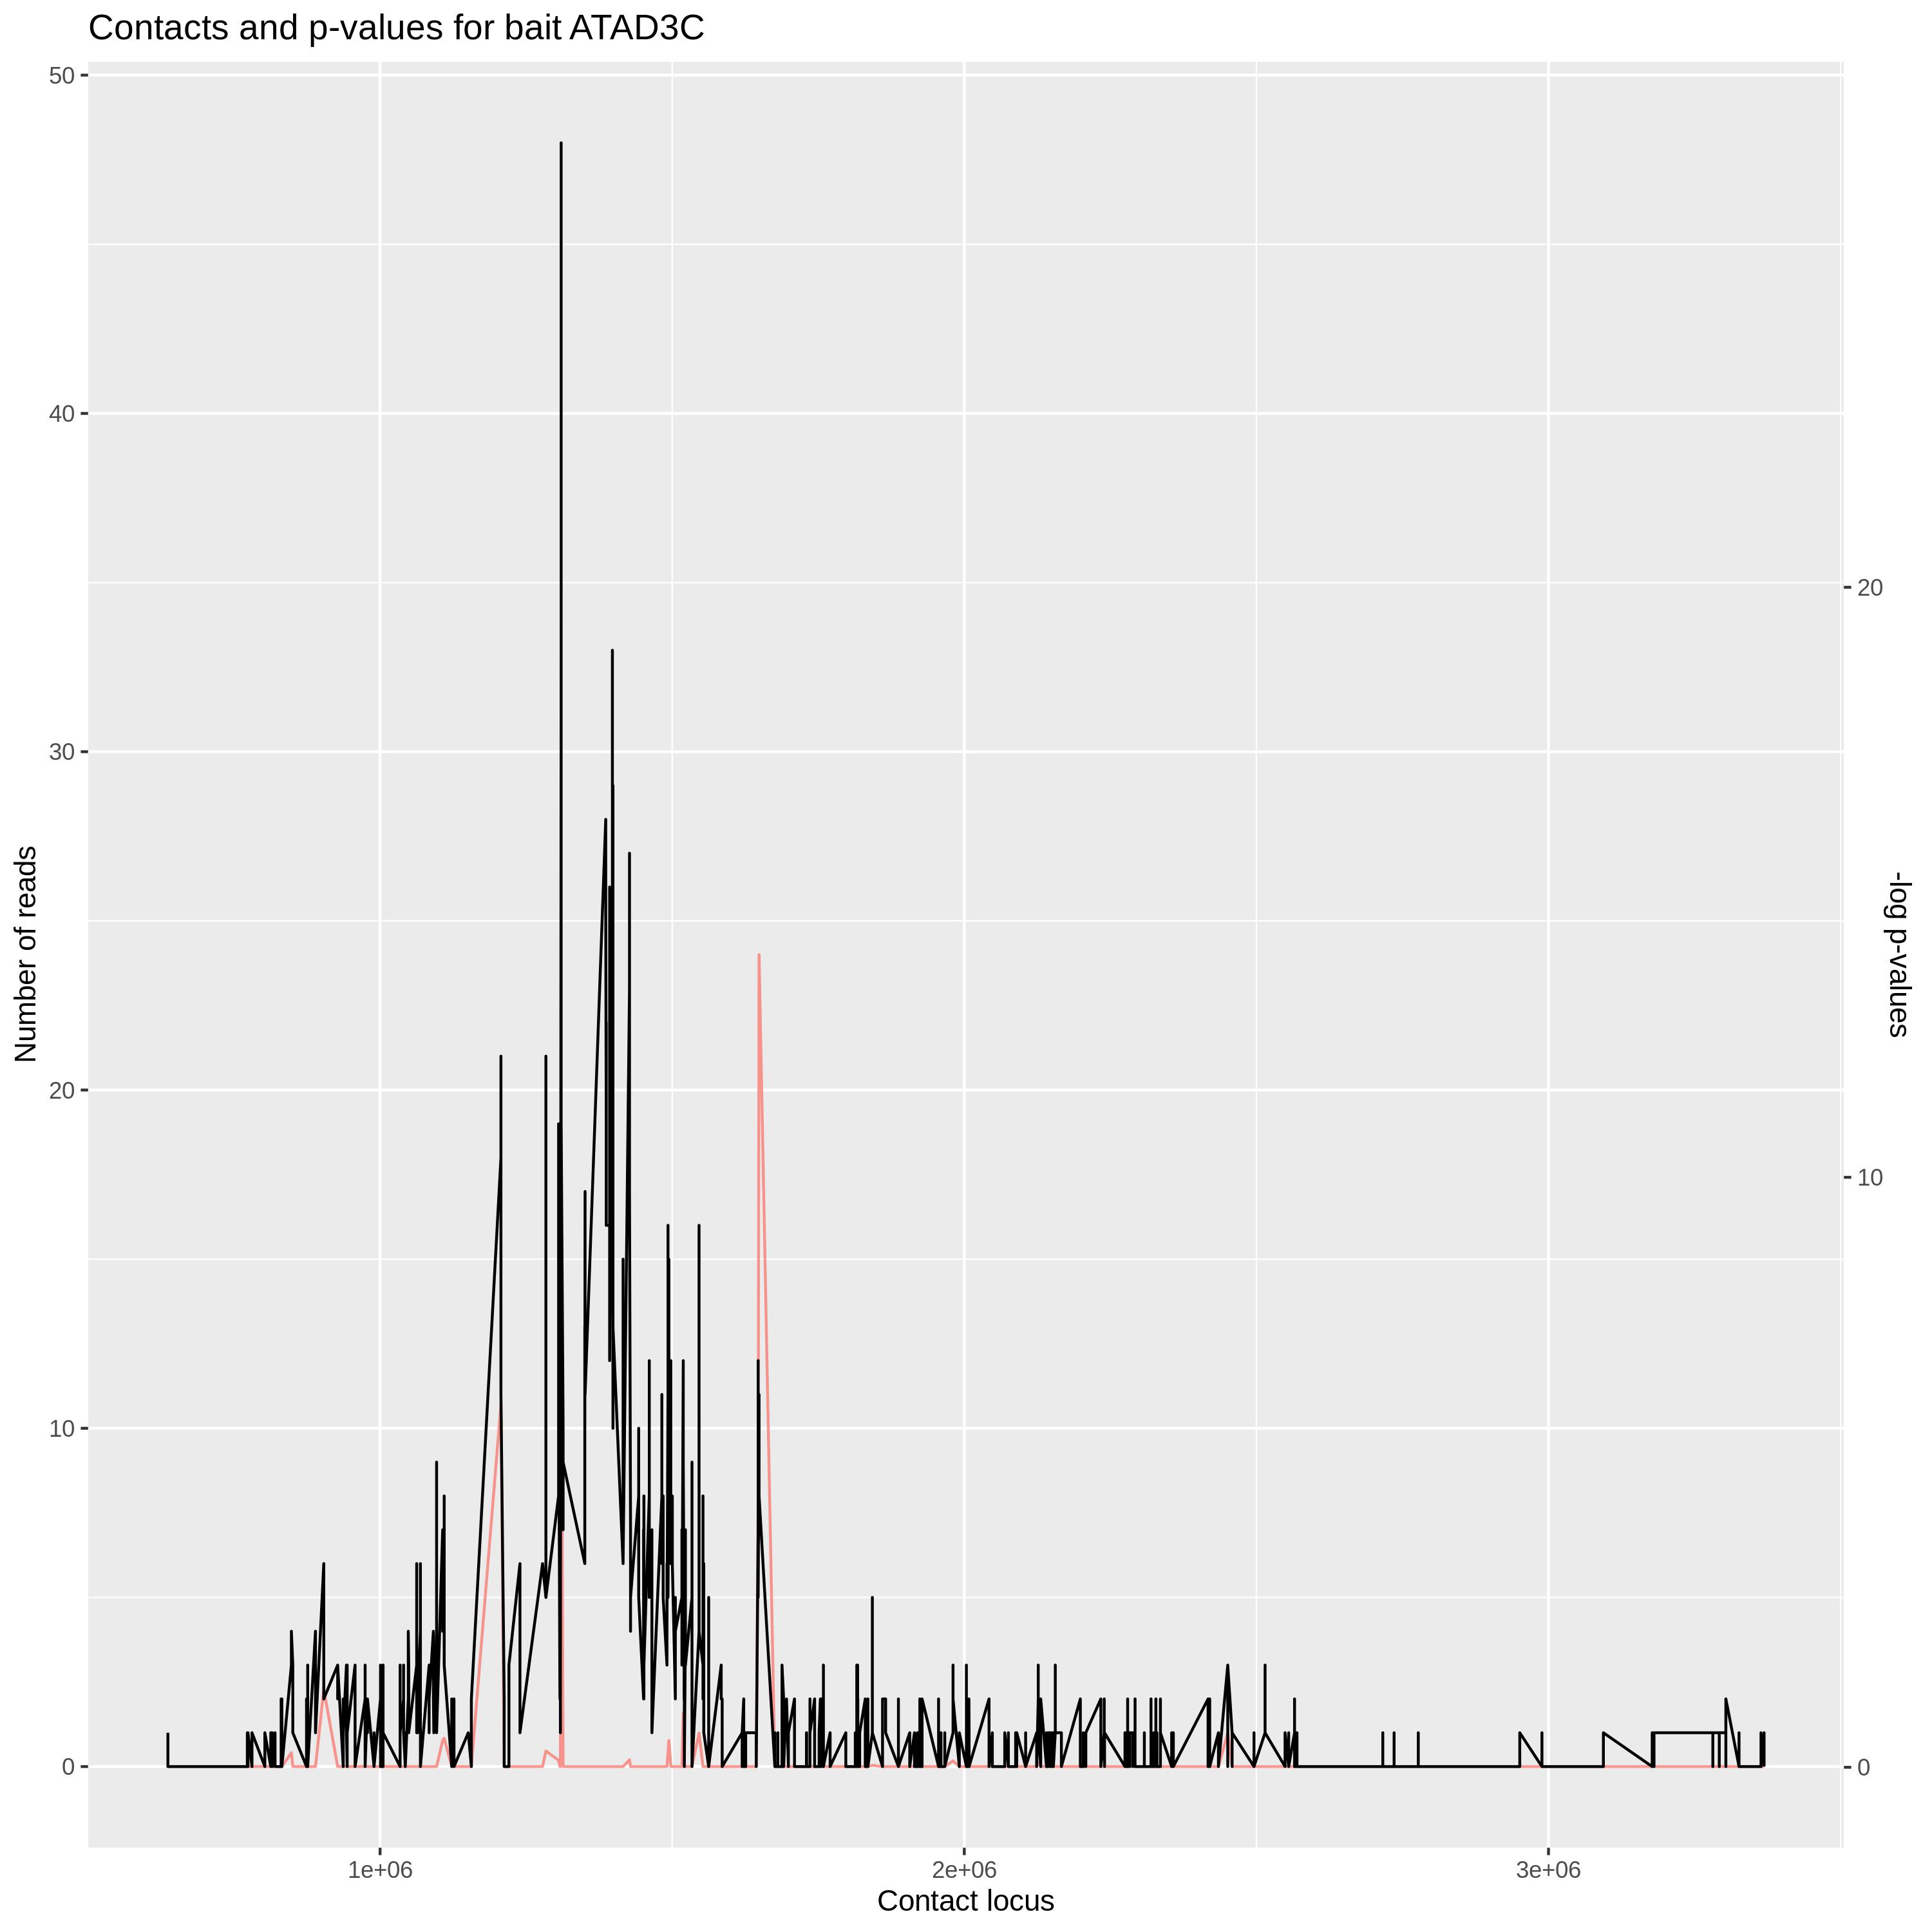 Contacts and p-values for bait ATAD3C
50
40
30
20
10
0
Number of reads
20
10
0
-log p-values
1e+06
2e+06
3e+06
Contact locus